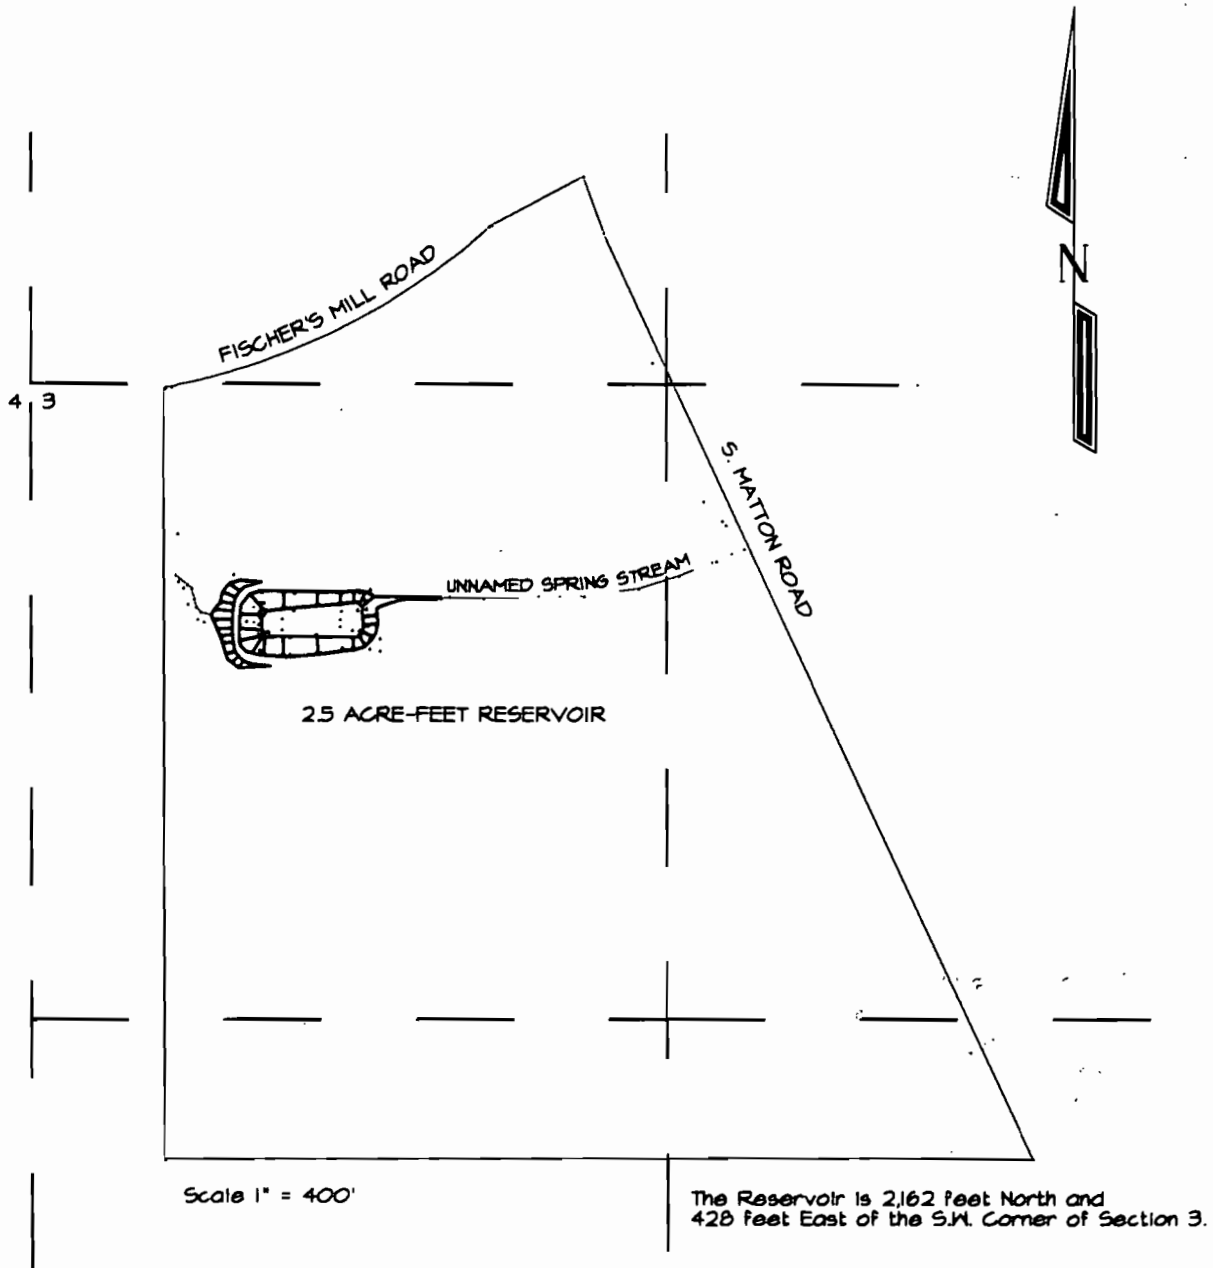 N
FISCHER'S MILL ROAD
4 3
S. MATTON ROAD
UNNAMED SPRING STREAM
2.5 ACRE-FEET RESERVOIR
Scale 1" = 400'
The Reservoir is 2,162 feet North and
428 feet East of the S.W. Corner of Section 3.